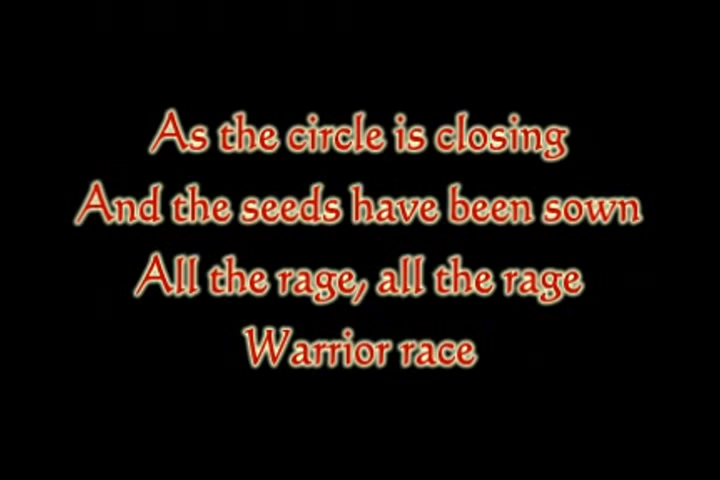 As the circle is closing
And the seeds have been sown
All the rage, all the rage
Warrior race